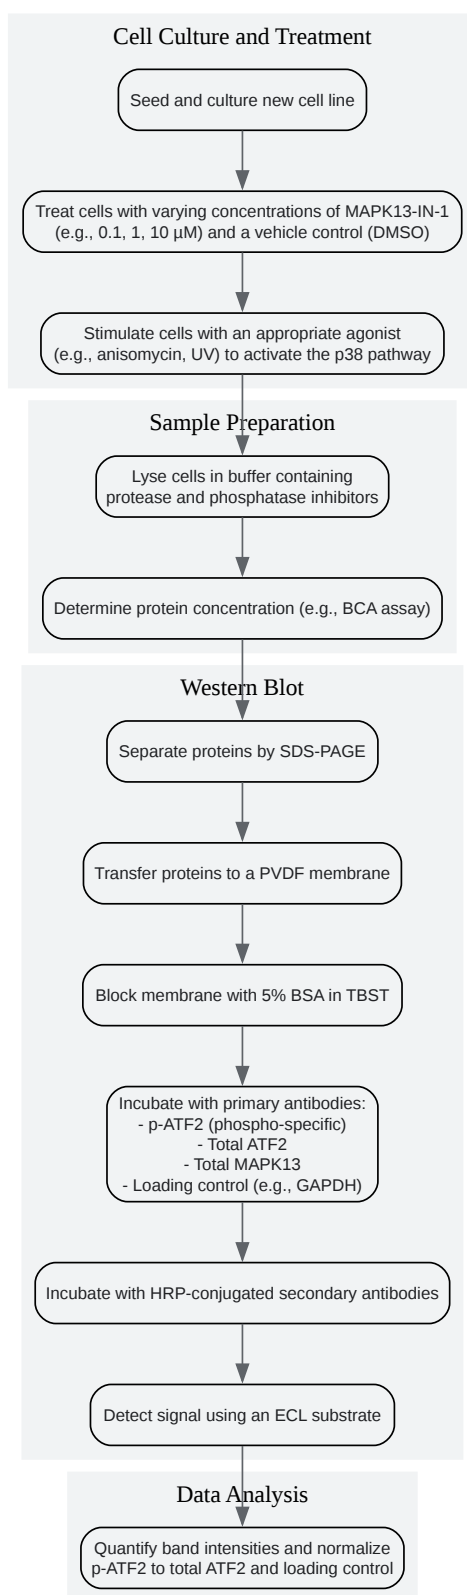 Cell Culture and Treatment
Seed and culture new cell line
Treat cells with varying concentrations of MAPK13-IN-1
(e.g., 0.1, 1, 10 µM) and a vehicle control (DMSO)
Stimulate cells with an appropriate agonist
(e.g., anisomycin, UV) to activate the p38 pathway
Sample Preparation
Lyse cells in buffer containing
protease and phosphatase inhibitors
Determine protein concentration (e.g., BCA assay)
Western Blot
Separate proteins by SDS-PAGE
Transfer proteins to a PVDF membrane
Block membrane with 5% BSA in TBST
Incubate with primary antibodies:
- p-ATF2 (phospho-specific)
- Total ATF2
- Total MAPK13
- Loading control (e.g., GAPDH)
Incubate with HRP-conjugated secondary antibodies
Detect signal using an ECL substrate
Data Analysis
Quantify band intensities and normalize
p-ATF2 to total ATF2 and loading control